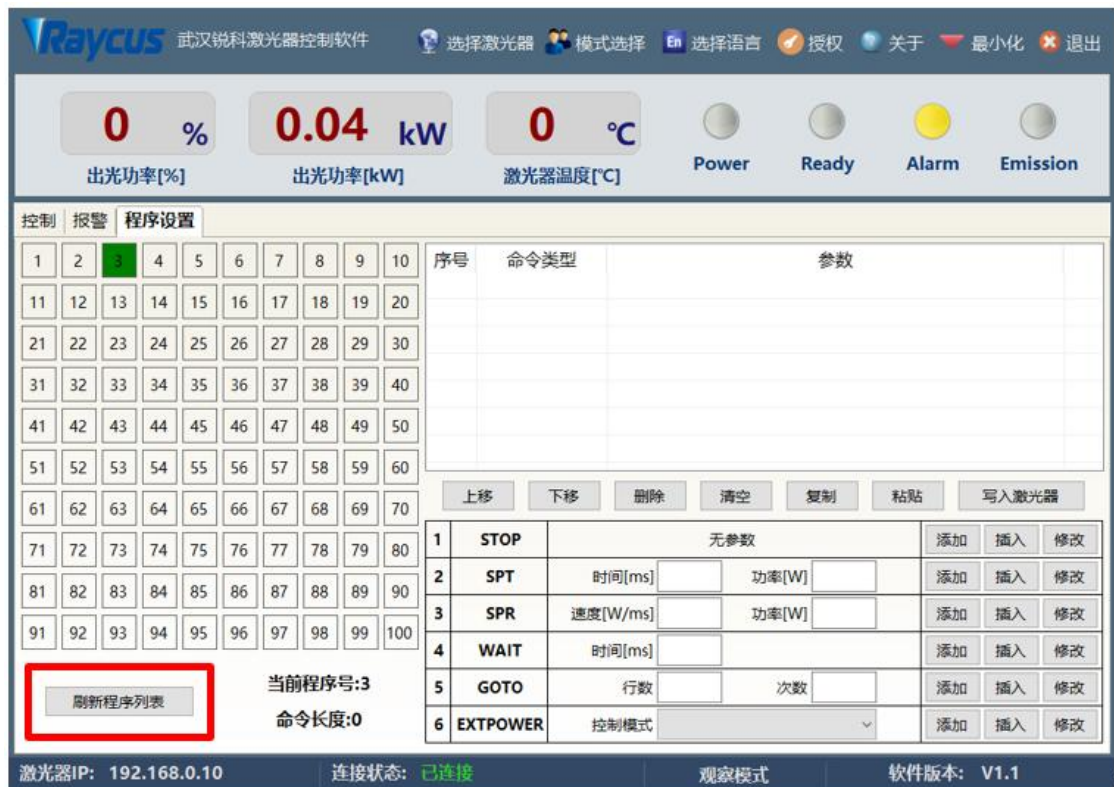 Raycus 武汉锐科激光器控制软件 选择激光器 模式选择 En 选择语言 授权 关于 最小化 退出
0 % 0.04 kW 0 ℃
出光功率[%] 出光功率[kW] 激光器温度[℃] Power Ready Alarm Emission
控制 报警 程序设置
1 2 3 4 5 6 7 8 9 10 序号 命令类型 参数
11 12 13 14 15 16 17 18 19 20
21 22 23 24 25 26 27 28 29 30
31 32 33 34 35 36 37 38 39 40
41 42 43 44 45 46 47 48 49 50
51 52 53 54 55 56 57 58 59 60
61 62 63 64 65 66 67 68 69 70 上移 下移 删除 清空 复制 粘贴 写入激光器
71 72 73 74 75 76 77 78 79 80 1 STOP 无参数 添加 插入 修改
2 SPT 时间[ms] 功率[W] 添加 插入 修改
81 82 83 84 85 86 87 88 89 90 3 SPR 速度[W/ms] 功率[W] 添加 插入 修改
91 92 93 94 95 96 97 98 99 100 4 WAIT 时间[ms] 添加 插入 修改
刷新程序列表 当前程序号:3 5 GOTO 行数 次数 添加 插入 修改
命令长度:0 6 EXTPOWER 控制模式 添加 插入 修改
激光器IP: 192.168.0.10 连接状态: 已连接 观察模式 软件版本: V1.1